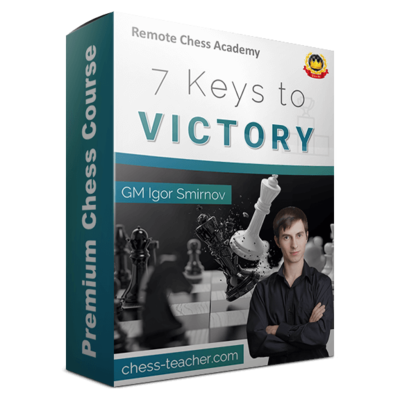 Remote Chess Academy
7 Keys to
VICTORY
GM Igor Smirnov
chess-teacher.com
Premium Chess Course